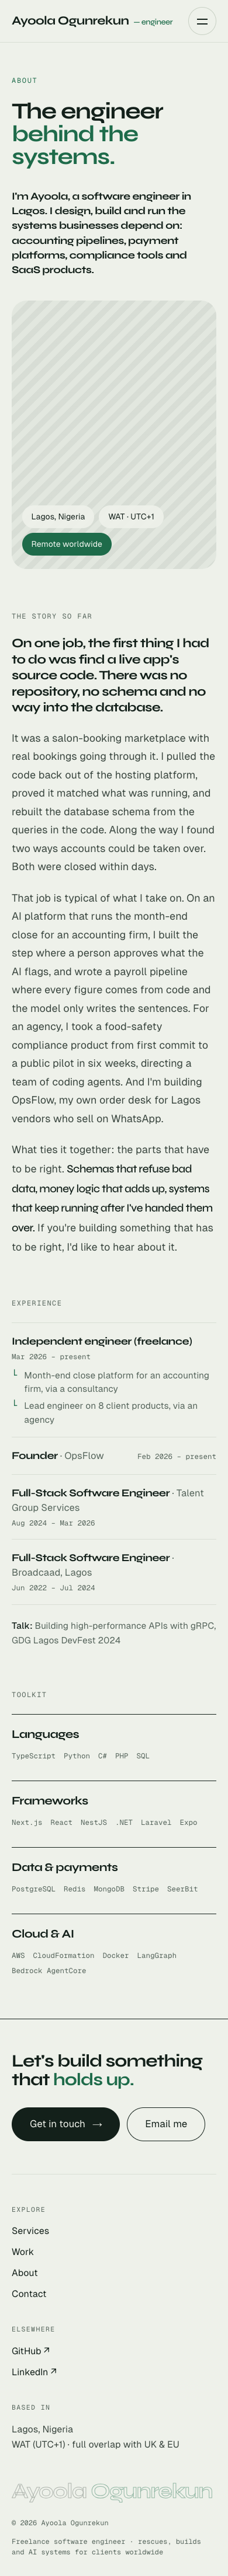 Ayoola Ogunrekun — engineer
ABOUT
The engineer
behind the
systems.
I'm Ayoola, a software engineer in
Lagos. I design, build and run the
systems businesses depend on:
accounting pipelines, payment
platforms, compliance tools and
SaaS products.
Lagos, Nigeria
WAT · UTC+1
Remote worldwide
THE STORY SO FAR
On one job, the first thing I had
to do was find a live app's
source code. There was no
repository, no schema and no
way into the database.
It was a salon-booking marketplace with
real bookings going through it. I pulled the
code back out of the hosting platform,
proved it matched what was running, and
rebuilt the database schema from the
queries in the code. Along the way I found
two ways accounts could be taken over.
Both were closed within days.
That job is typical of what I take on. On an
AI platform that runs the month-end
close for an accounting firm, I built the
step where a person approves what the
AI flags, and wrote a payroll pipeline
where every figure comes from code and
the model only writes the sentences. For
an agency, I took a food-safety
compliance product from first commit to
a public pilot in six weeks, directing a
team of coding agents. And I'm building
OpsFlow, my own order desk for Lagos
vendors who sell on WhatsApp.
What ties it together: the parts that have
to be right. Schemas that refuse bad
data, money logic that adds up, systems
that keep running after I've handed them
over. If you're building something that has
to be right, I'd like to hear about it.
EXPERIENCE
Independent engineer (freelance)
Mar 2026 – present
Month-end close platform for an accounting
firm, via a consultancy
Lead engineer on 8 client products, via an
agency
Founder · OpsFlow
Feb 2026 – present
Full-Stack Software Engineer · Talent
Group Services
Aug 2024 – Mar 2026
Full-Stack Software Engineer ·
Broadcaad, Lagos
Jun 2022 – Jul 2024
Talk: Building high-performance APIs with gRPC,
GDG Lagos DevFest 2024
TOOLKIT
Languages
TypeScript Python C# PHP SQL
Frameworks
Next.js React NestJS .NET Laravel Expo
Data & payments
PostgreSQL Redis MongoDB Stripe SeerBit
Cloud & AI
AWS CloudFormation Docker LangGraph
Bedrock AgentCore
Let's build something
that holds up.
Get in touch →
Email me
EXPLORE
Services
Work
About
Contact
ELSEWHERE
GitHub ↗
LinkedIn ↗
BASED IN
Lagos, Nigeria
WAT (UTC+1) · full overlap with UK & EU
Ayoola Ogunrekun
© 2026 Ayoola Ogunrekun
Freelance software engineer · rescues, builds
and AI systems for clients worldwide